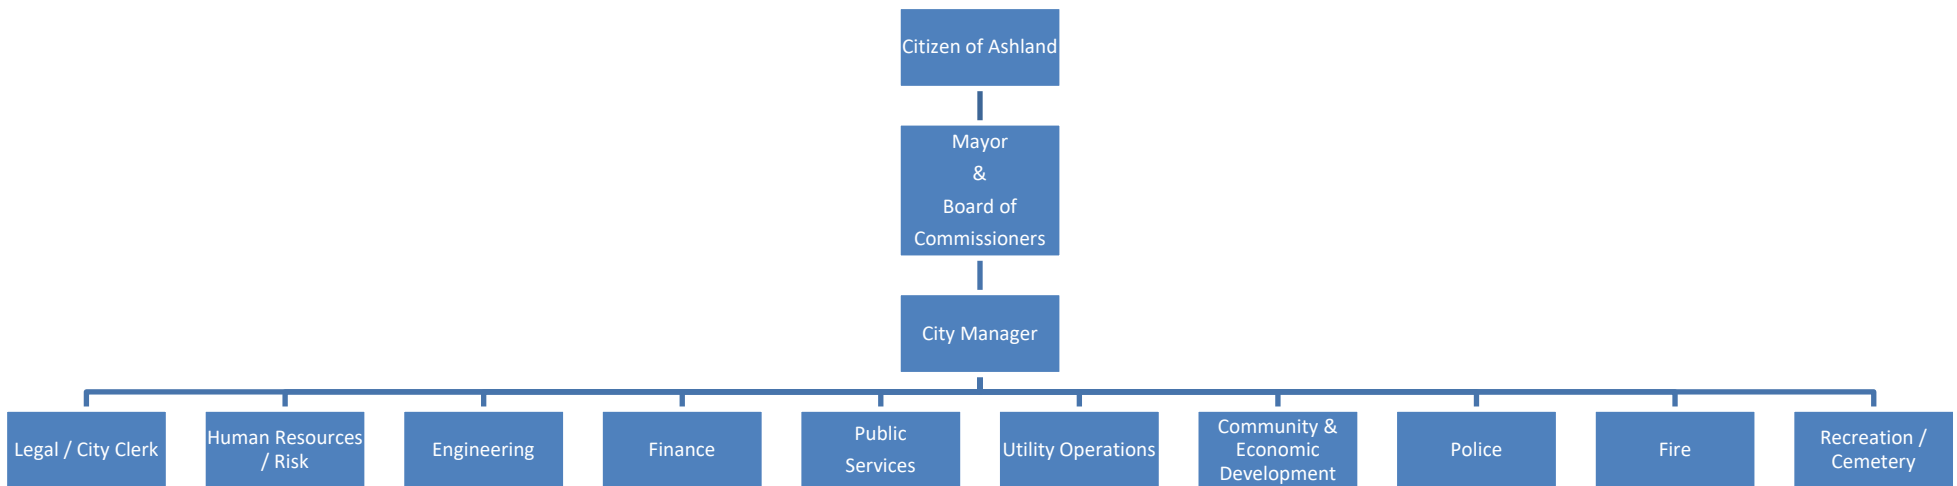 Citizen of Ashland
Mayor
&
Board of
Commissioners
City Manager
Legal / City Clerk
Human Resources
/ Risk
Engineering
Finance
Public
Services
Utility Operations
Community &
Economic
Development
Police
Fire
Recreation /
Cemetery